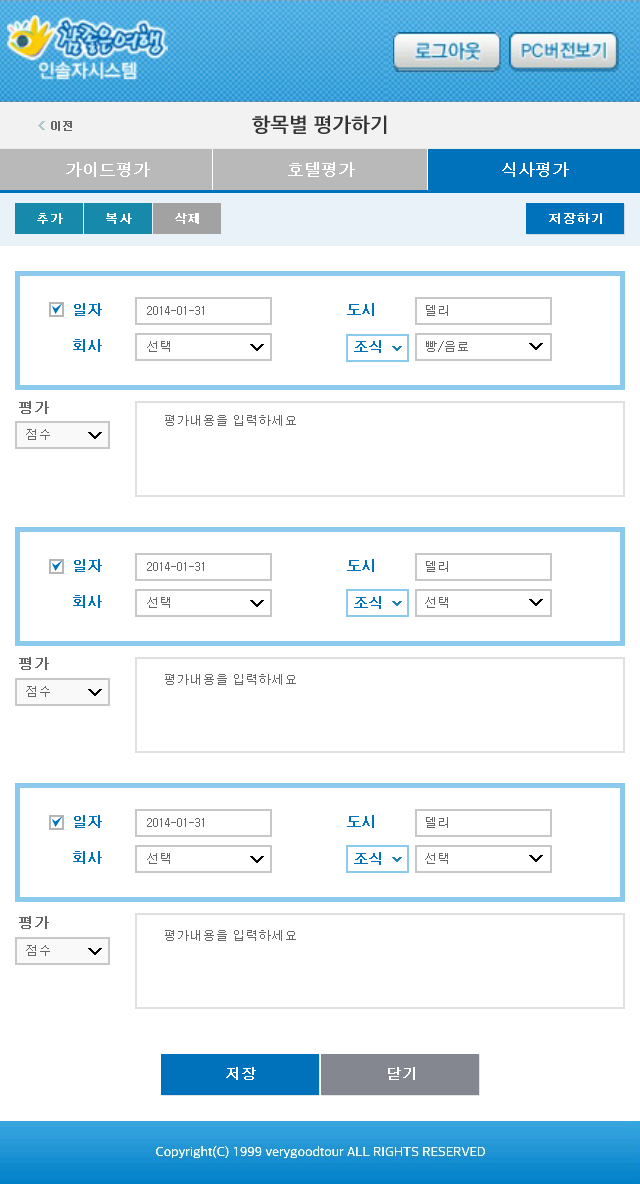 참좋은여행
인솔자시스템
로그아웃 PC버전보기
이전 항목별 평가하기
가이드평가 호텔평가 식사평가
추가 복사 삭제 저장하기
일자 2014-01-31 도시 델리
회사 선택 조식 빵/음료
평가
점수 평가내용을 입력하세요
일자 2014-01-31 도시 델리
회사 선택 조식 선택
평가
점수 평가내용을 입력하세요
일자 2014-01-31 도시 델리
회사 선택 조식 선택
평가
점수 평가내용을 입력하세요
저장 닫기
Copyright(C) 1999 verygoodtour ALL RIGHTS RESERVED